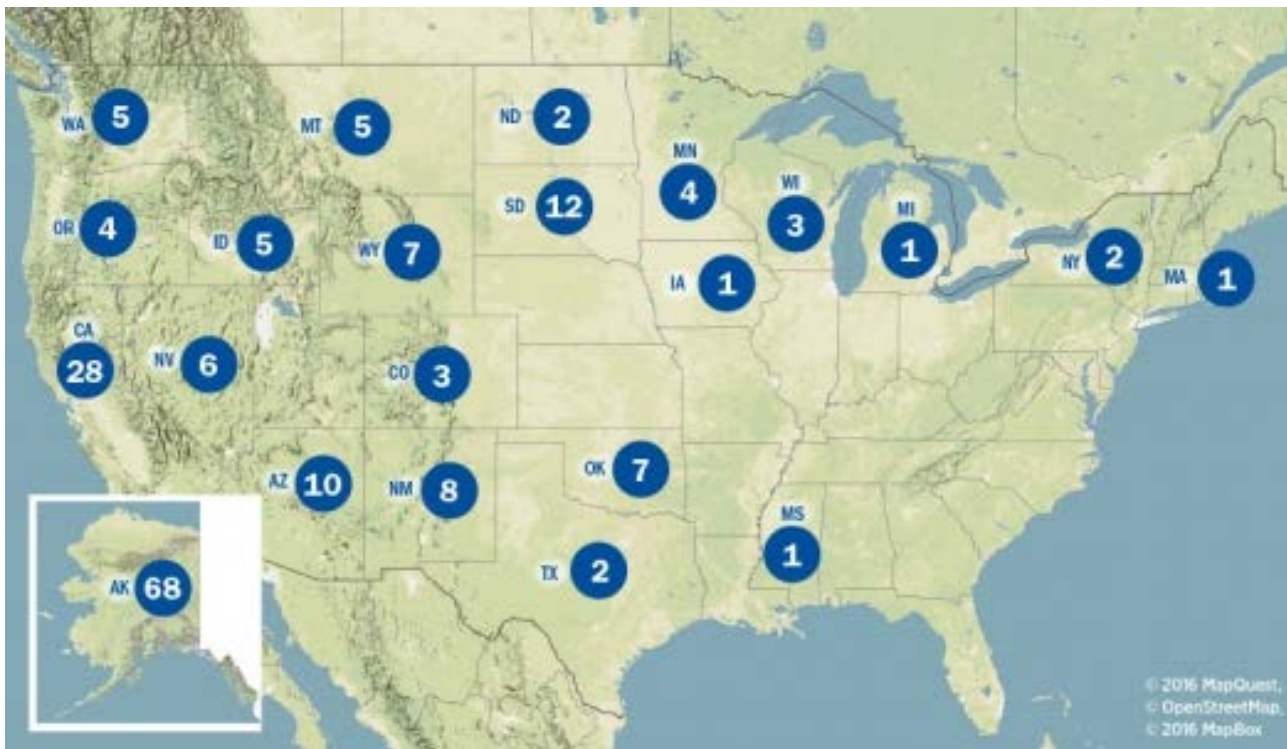 WA 5
MT 5
ND 2
MN 4
SD 12
WI 3
MI 1
OR 4
ID 5
WY 7
NY 2
MA 1
IA 1
CA 28
NV 6
CO 3
AZ 10
NM 8
OK 7
MS 1
TX 2
AK 68
© 2016 MapQuest,
© OpenStreetMap,
© 2016 MapBox